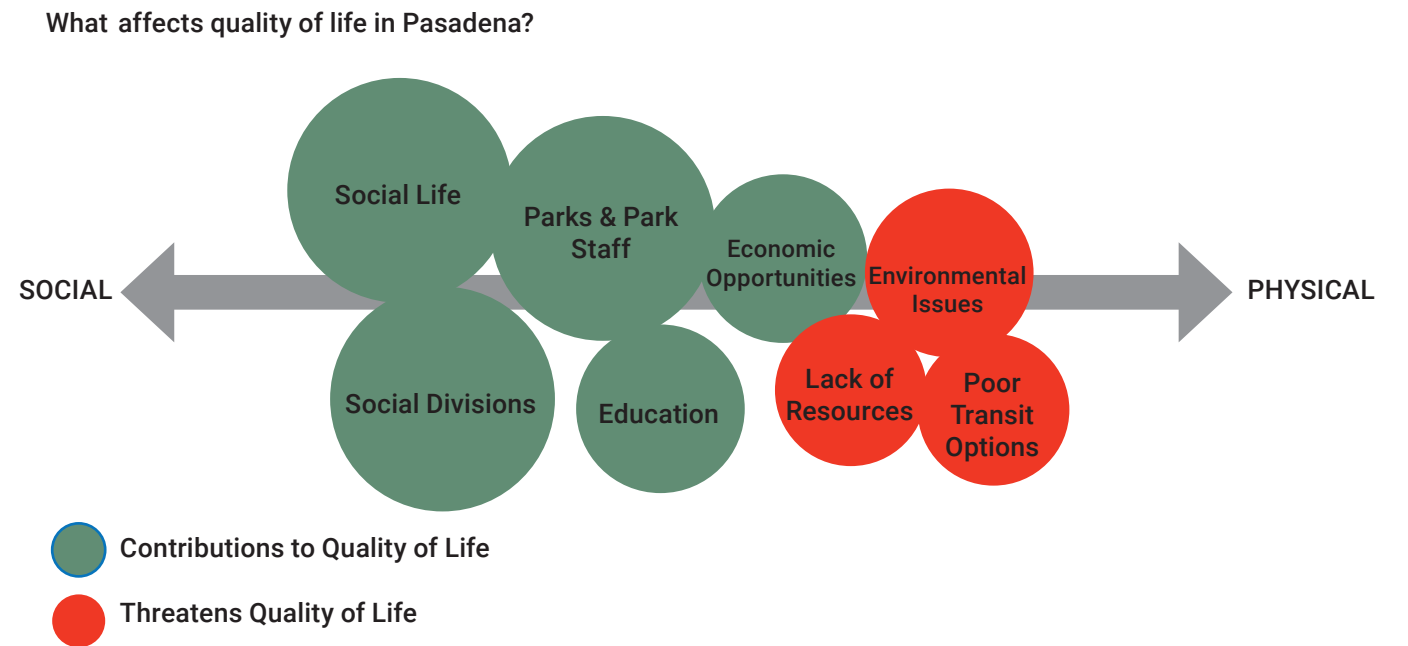 What affects quality of life in Pasadena?
Social Life
Parks & Park
Staff
Economic
Opportunities
Environmental
Issues
SOCIAL
PHYSICAL
Social Divisions
Education
Lack of
Resources
Poor
Transit
Options
Contributions to Quality of Life
Threatens Quality of Life